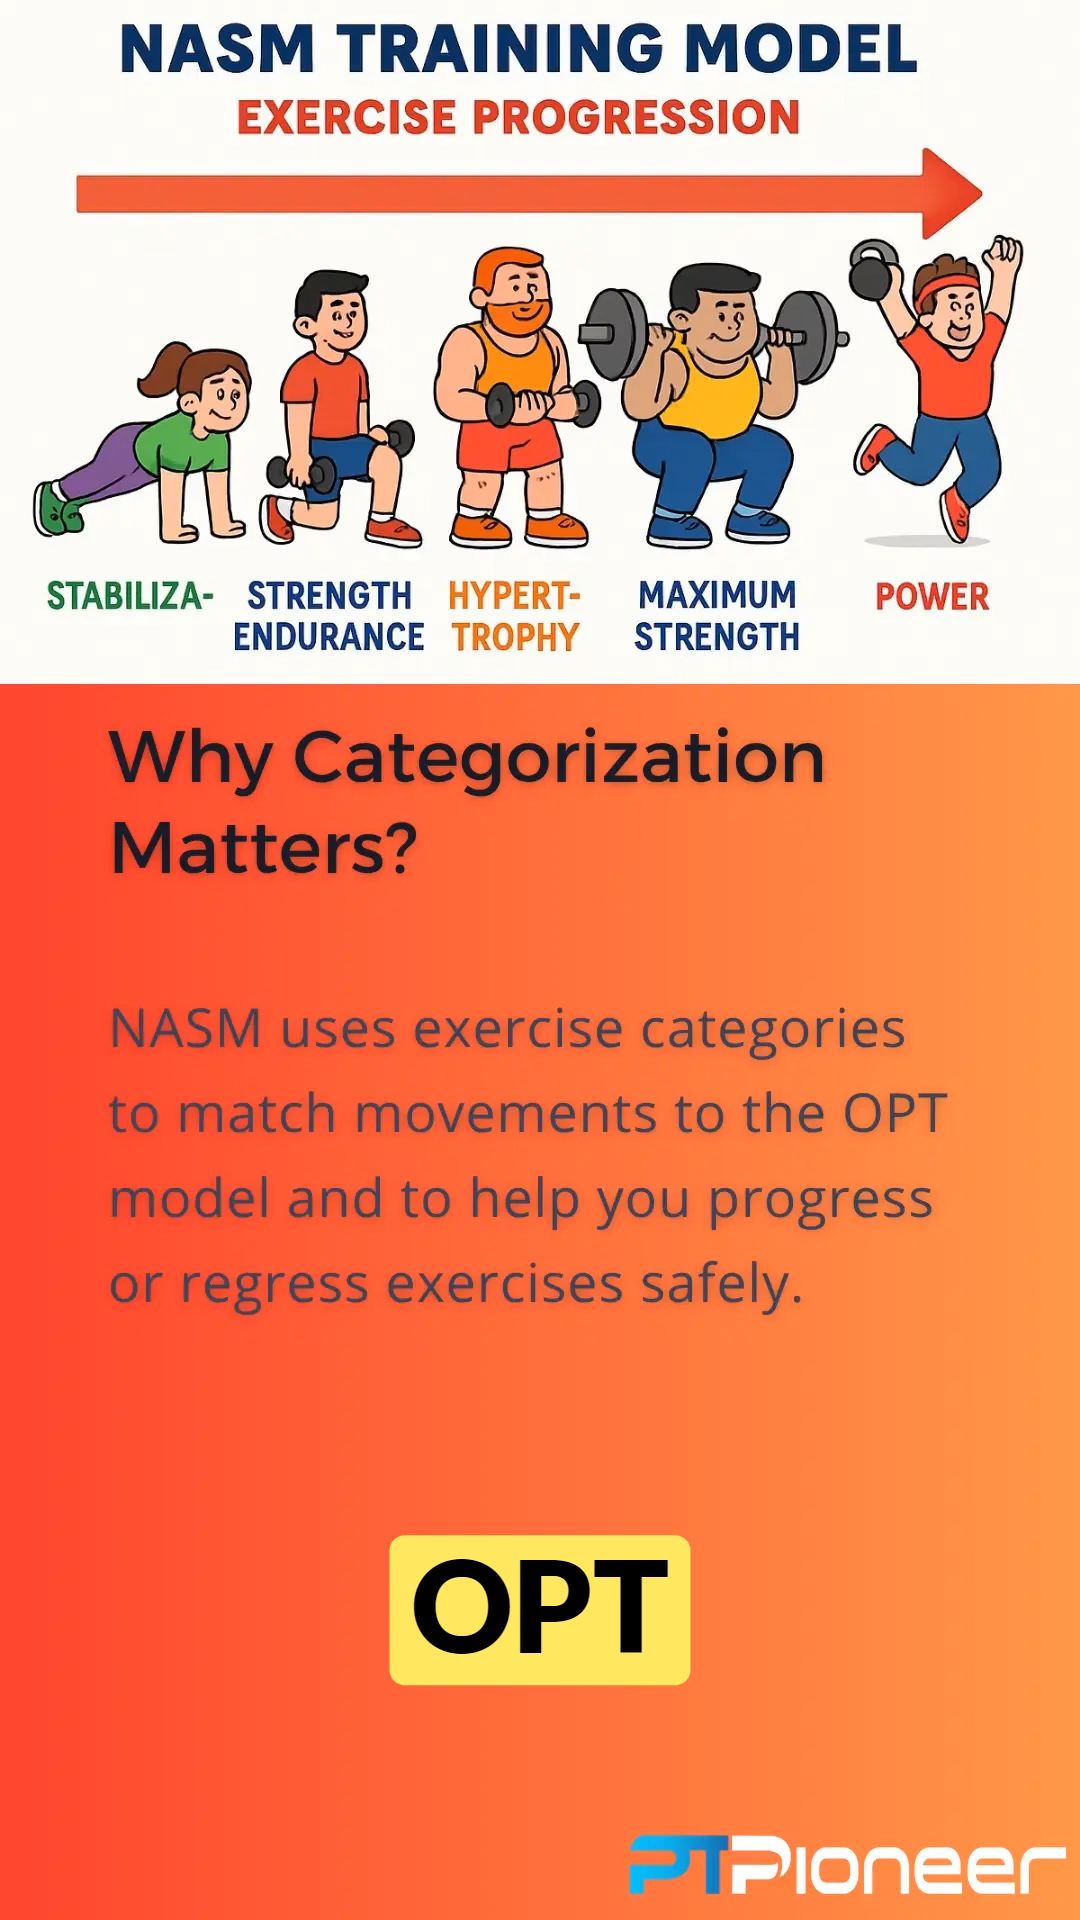 NASM TRAINING MODEL
EXERCISE PROGRESSION
STABILIZA-
STRENGTH
ENDURANCE
HYPERT-
TROPHY
MAXIMUM
STRENGTH
POWER
Why Categorization
Matters?
NASM uses exercise categories
to match movements to the OPT
model and to help you progress
or regress exercises safely.
OPT
PTPioneer